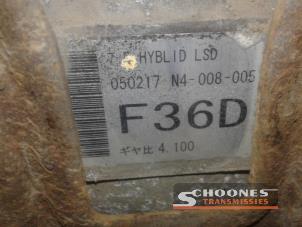 HYBLID LSD
050217 N4-008-005
F36D
ギヤ比 4.100
SCHOONES
TRANSMISSIES